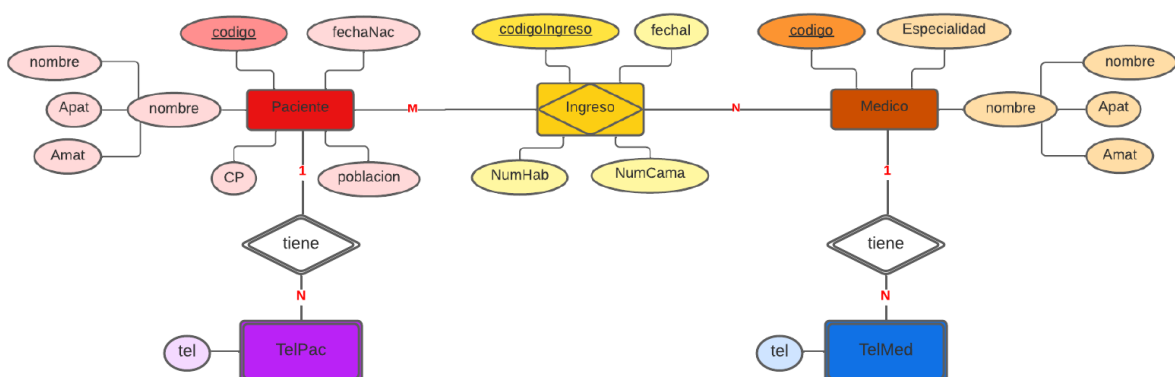 codigo
fechaNac
codigoIngreso
fechaI
codigo
Especialidad
nombre
nombre
Apat
nombre
Paciente
M
Ingreso
N
Medico
nombre
Apat
Amat
Amat
CP
poblacion
NumHab
NumCama
1
1
tiene
tiene
N
N
tel
TelPac
tel
TelMed